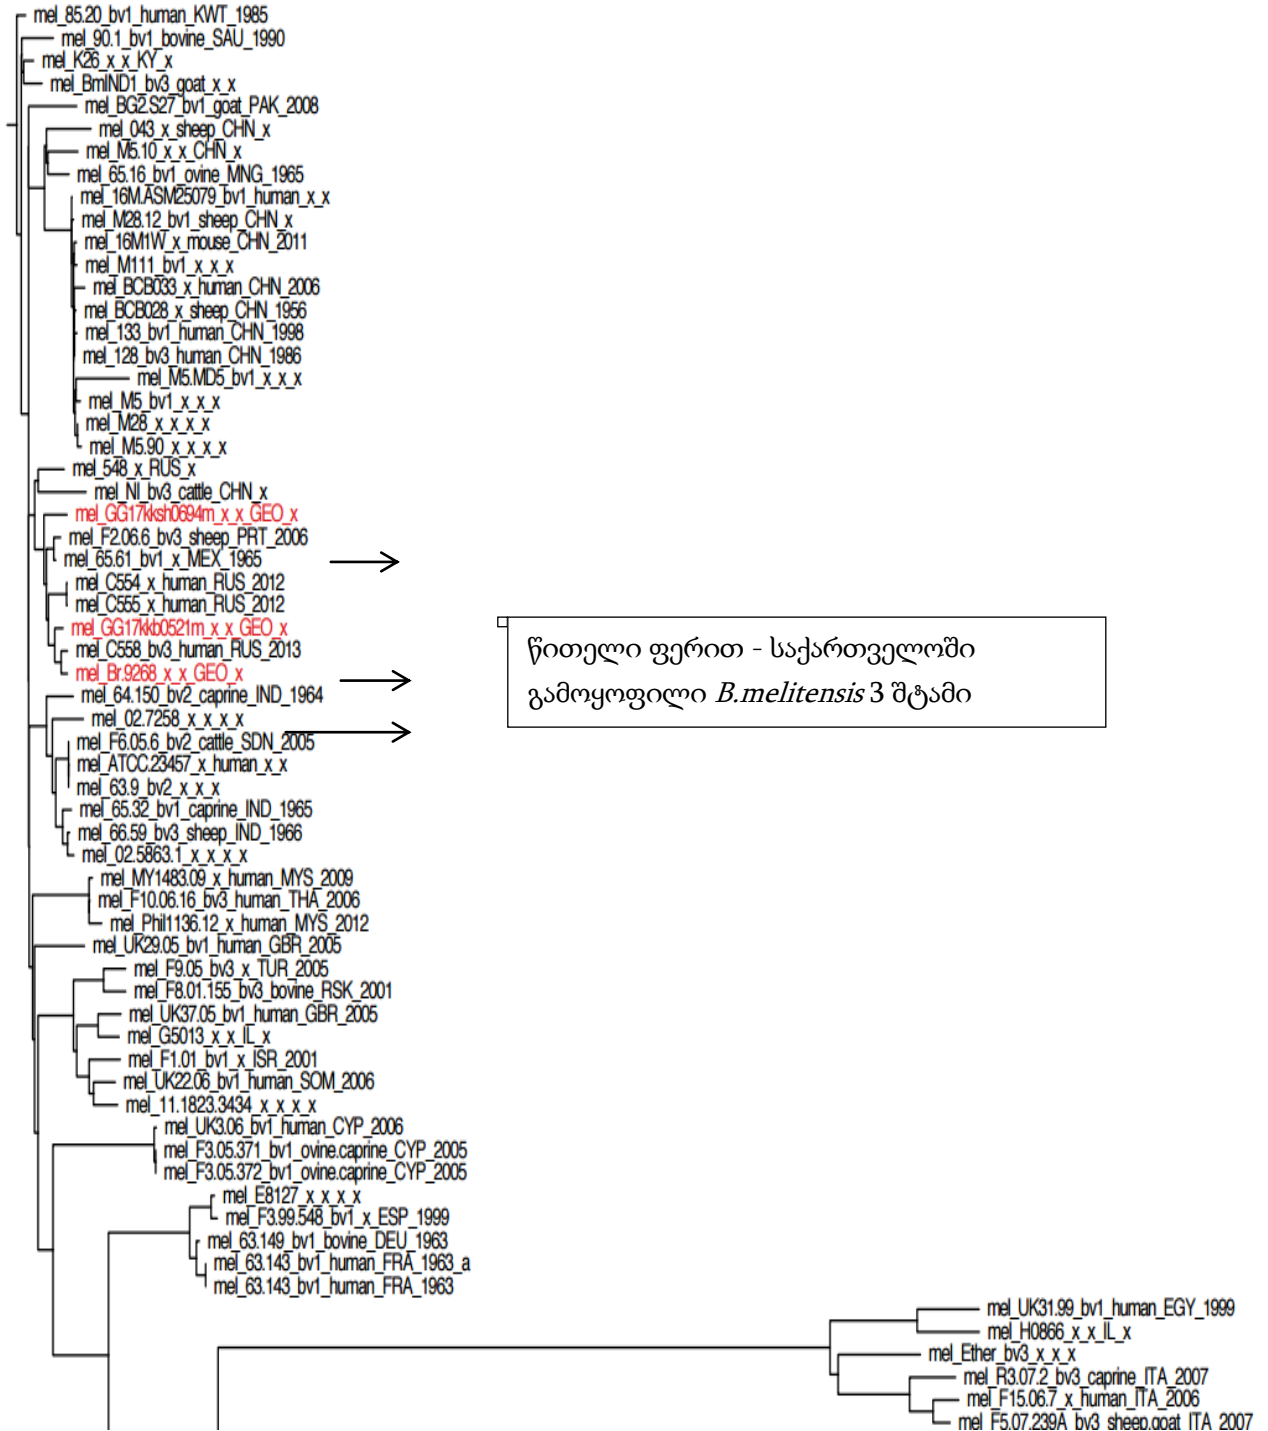 mel_85.20_bv1_human_KWT_1985
mel_90.1_bv1_bovine_SAU_1990
mel_K26_x_x_KY_x
mel_BmIND1_bv3_goat_x_x
mel_BG2.S27_bv1_goat_PAK_2008
mel_043_x_sheep_CHN_x
mel_M5.10_x_x_CHN_x
mel_65.16_bv1_ovine_MNG_1965
mel_16M.ASM25079_bv1_human_x_x
mel_M28.12_bv1_sheep_CHN_x
mel_16M1W_x_mouse_CHN_2011
mel_M111_bv1_x_x_x
mel_BCB033_x_human_CHN_2006
mel_BCB028_x_sheep_CHN_1956
mel_133_bv1_human_CHN_1998
mel_128_bv3_human_CHN_1986
mel_M5.MD5_bv1_x_x_x
mel_M5_bv1_x_x_x
mel_M28_x_x_x_x
mel_M5.90_x_x_x_x
mel_548_x_RUS_x
mel_NI_bv3_cattle_CHN_x
mel_GG17kksh0694m_x_x_GEO_x
mel_F2.06.6_bv3_sheep_PRT_2006
mel_65.61_bv1_x_MEX_1965
mel_C554_x_human_RUS_2012
mel_C555_x_human_RUS_2012
mel_GG17kkb0521m_x_x_GEO_x
mel_C558_bv3_human_RUS_2013
mel_Br.9268_x_x_GEO_x
წითელი ფერით - საქართველოში
გამოყოფილი B.melitensis 3 შტამი
mel_64.150_bv2_caprine_IND_1964
mel_02.7258_x_x_x_x
mel_F6.05.6_bv2_cattle_SDN_2005
mel_ATCC.23457_x_human_x_x
mel_63.9_bv2_x_x_x
mel_65.32_bv1_caprine_IND_1965
mel_66.59_bv3_sheep_IND_1966
mel_02.5863.1_x_x_x_x
mel_MY1483.09_x_human_MYS_2009
mel_F10.06.16_bv3_human_THA_2006
mel_Phil1136.12_x_human_MYS_2012
mel_UK29.05_bv1_human_GBR_2005
mel_F9.05_bv3_x_TUR_2005
mel_F8.01.155_bv3_bovine_RSK_2001
mel_UK37.05_bv1_human_GBR_2005
mel_G5013_x_x_IL_x
mel_F1.01_bv1_x_ISR_2001
mel_UK22.06_bv1_human_SOM_2006
mel_11.1823.3434_x_x_x_x
mel_UK3.06_bv1_human_CYP_2006
mel_F3.05.371_bv1_ovine.caprine_CYP_2005
mel_F3.05.372_bv1_ovine.caprine_CYP_2005
mel_E8127_x_x_x_x
mel_F3.99.548_bv1_x_ESP_1999
mel_63.149_bv1_bovine_DEU_1963
mel_63.143_bv1_human_FRA_1963_a
mel_63.143_bv1_human_FRA_1963
mel_UK31.99_bv1_human_EGY_1999
mel_H0866_x_x_IL_x
mel_Ether_bv3_x_x_x
mel_R3.07.2_bv3_caprine_ITA_2007
mel_F15.06.7_x_human_ITA_2006
mel_F5.07.239A_bv3_sheep.goat_ITA_2007